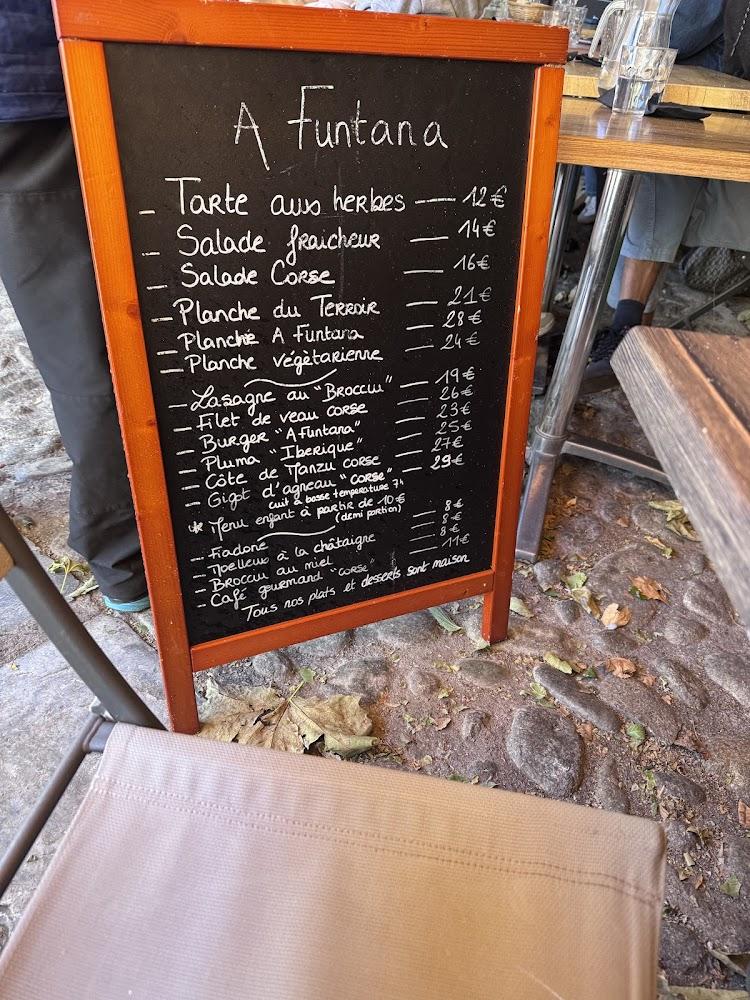 A Funtana
- Tarte aux herbes — 12€
- Salade fraicheur — 14€
- Salade Corse — 16€
- Planche du Terroir — 21€
- Planche A Funtana — 28€
- Planche végètarienne — 24€
- Lasagne au "Brocciu" — 19€
- Filet de veau corse — 26€
- Burger "A Funtana" — 23€
- Pluma "Iberique" — 25€
- Côte de Manzu corse — 27€
- Gigot d'agneau "corse" — 29€
cuit à basse temperature 7h
* Menu enfant à partir de 10€
(demi portion)
- Fiadone — 8€
- Moelleux à la châtaigne — 8€
- Brocciu au miel — 8€
- Café gourmand "corse" — 11€
Tous nos plats et desserts sont maison